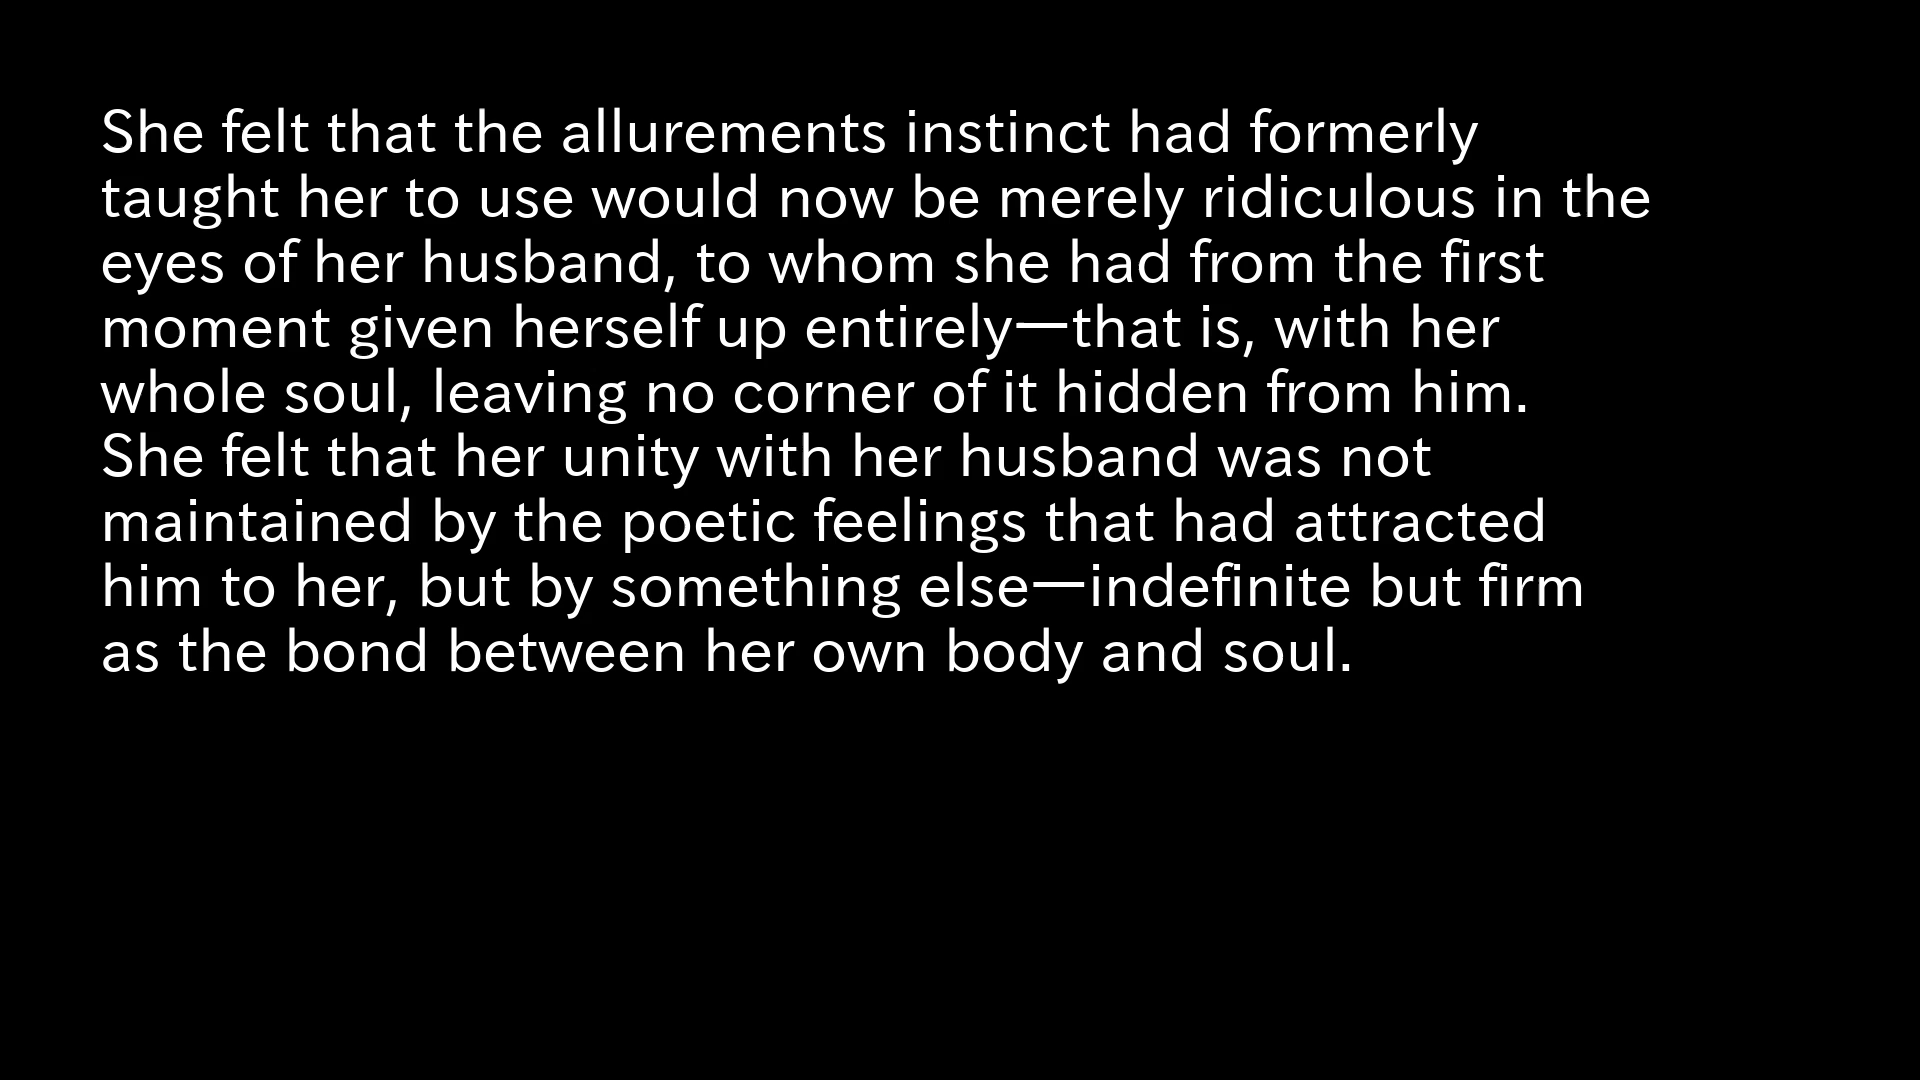 She felt that the allurements instinct had formerly
taught her to use would now be merely ridiculous in the
eyes of her husband, to whom she had from the first
moment given herself up entirely—that is, with her
whole soul, leaving no corner of it hidden from him.
She felt that her unity with her husband was not
maintained by the poetic feelings that had attracted
him to her, but by something else—indefinite but firm
as the bond between her own body and soul.